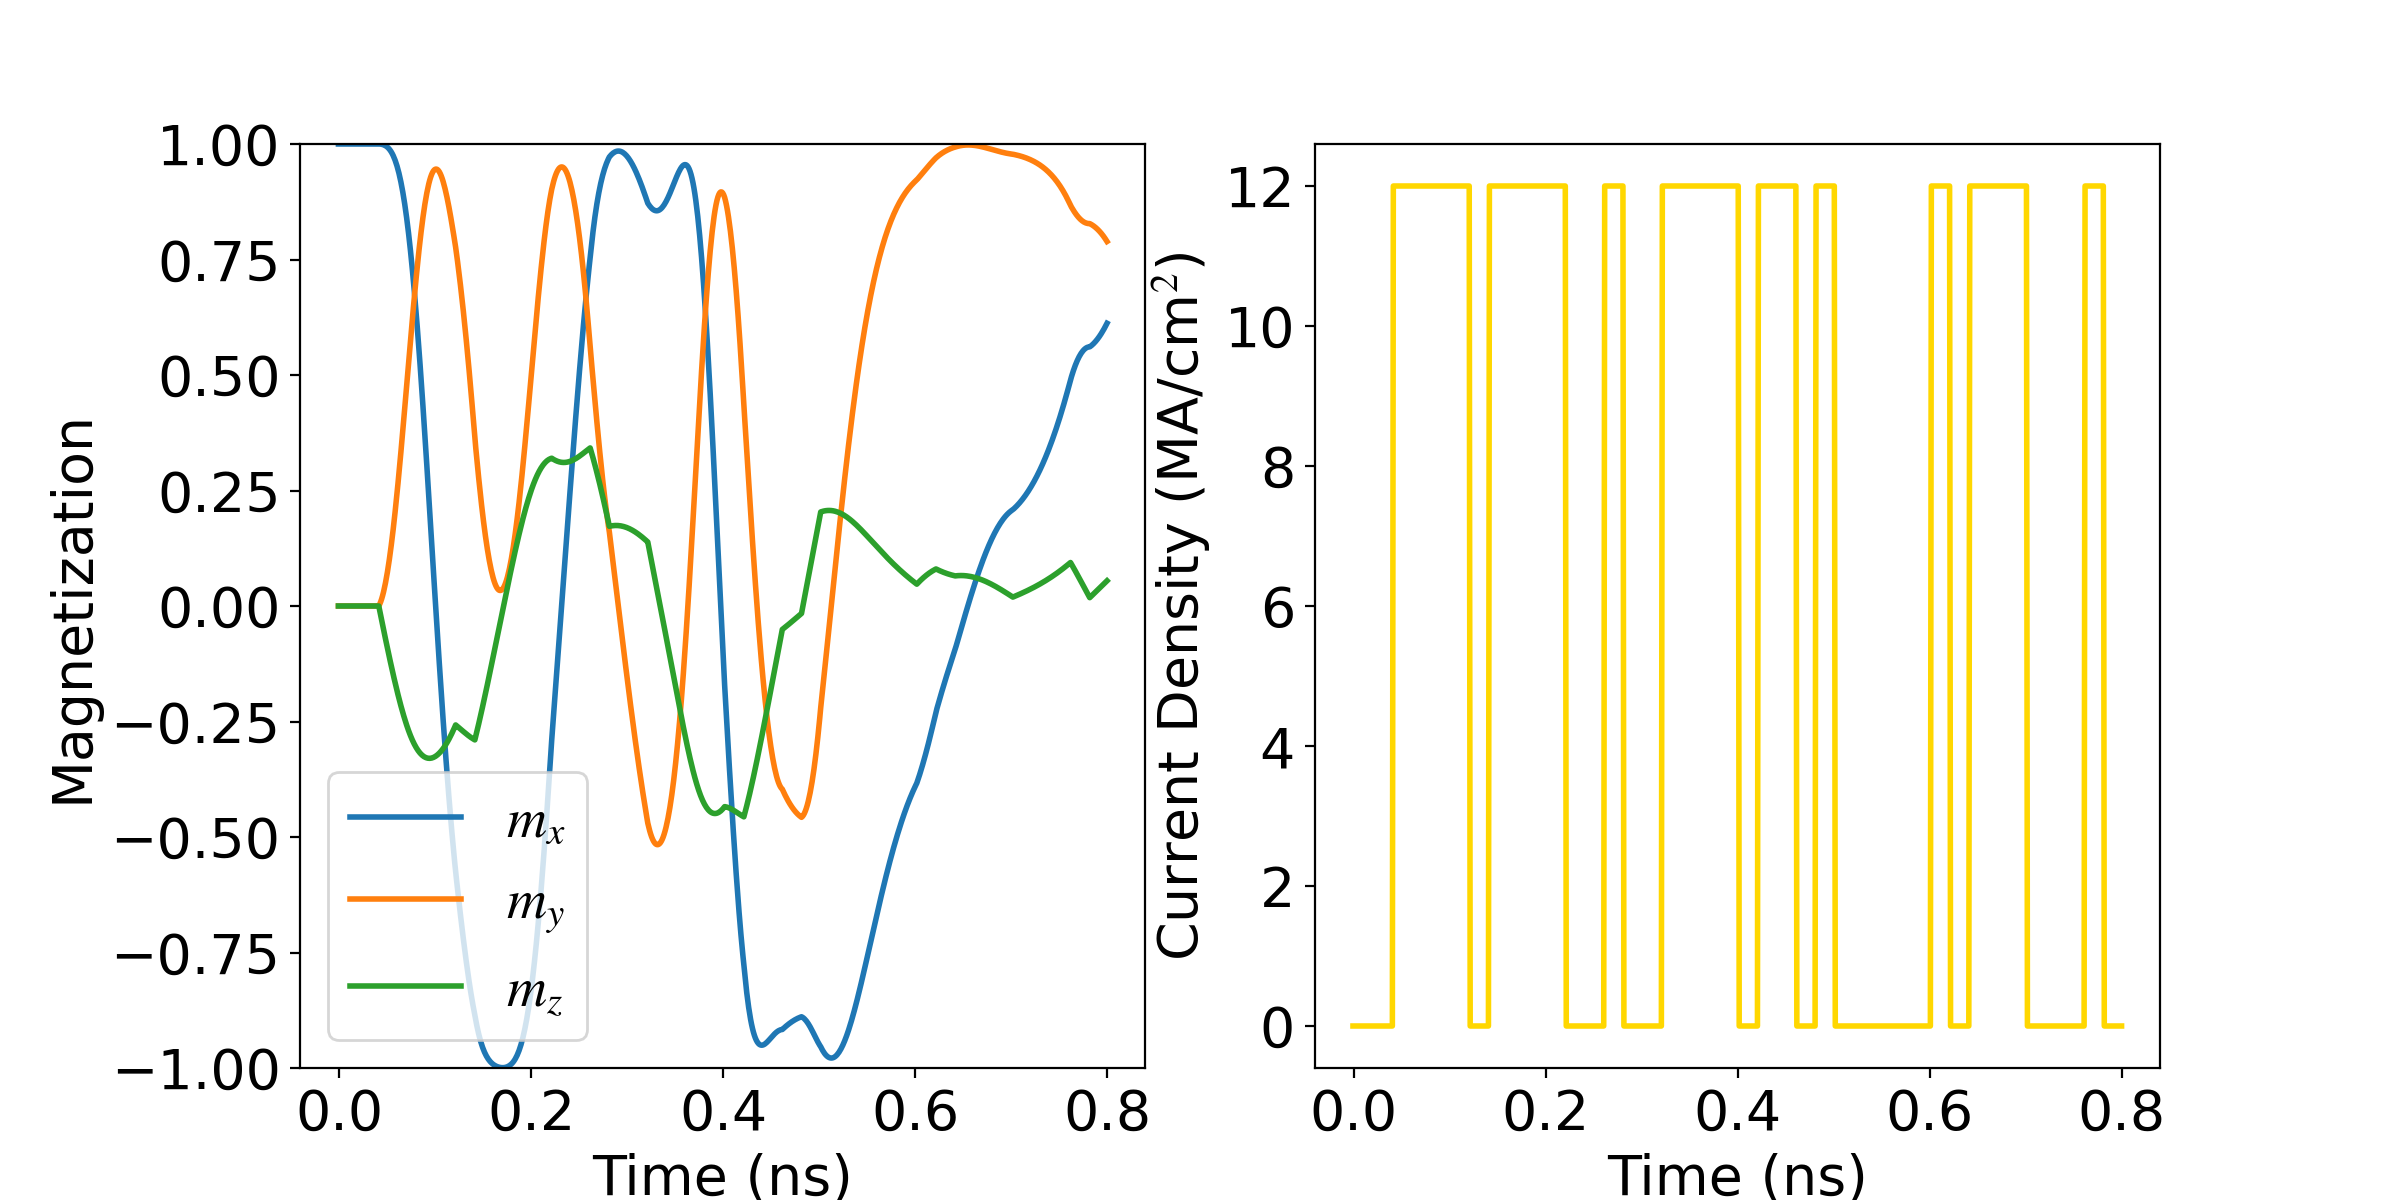 Magnetization
1.00
0.75
0.50
0.25
0.00
−0.25
−0.50
−0.75
−1.00
m_x
m_y
m_z
0.0 0.2 0.4 0.6 0.8
Time (ns)
Current Density (MA/cm²)
12
10
8
6
4
2
0
0.0 0.2 0.4 0.6 0.8
Time (ns)